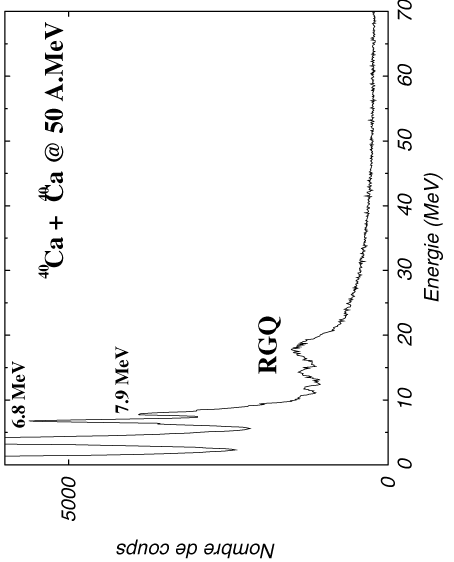 ⁴⁰Ca + ⁴⁰Ca @ 50 A.MeV
6.8 MeV
7.9 MeV
RGQ
5000
0
Nombre de coups
0 10 20 30 40 50 60 70
Energie (MeV)